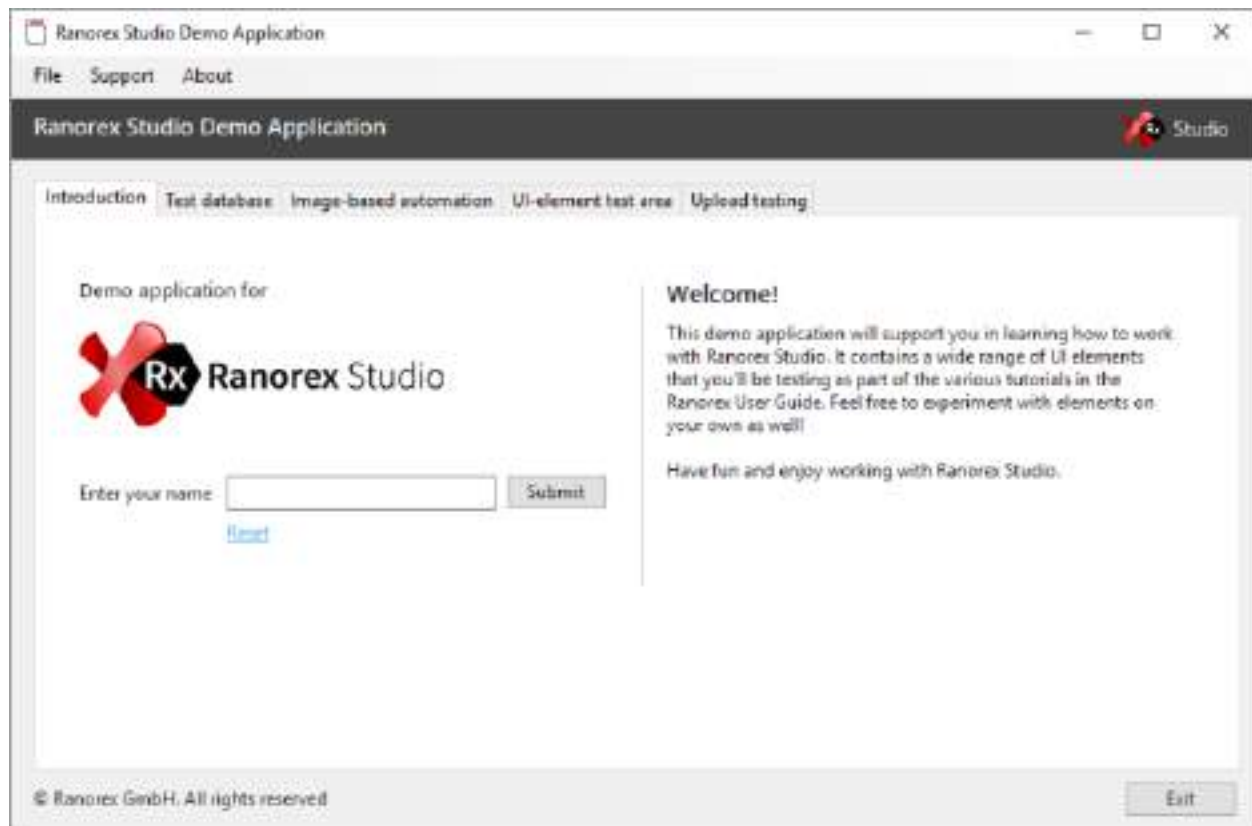 Ranorex Studio Demo Application
File Support About
Ranorex Studio Demo Application
Rx Studio
Introduction Test database Image-based automation UI-element test area Upload testing
Demo application for
Rx Ranorex Studio
Enter your name Submit
Reset
Welcome!
This demo application will support you in learning how to work
with Ranorex Studio. It contains a wide range of UI elements
that you'll be testing as part of the various tutorials in the
Ranorex User Guide. Feel free to experiment with elements on
your own as well!
Have fun and enjoy working with Ranorex Studio.
© Ranorex GmbH. All rights reserved
Exit